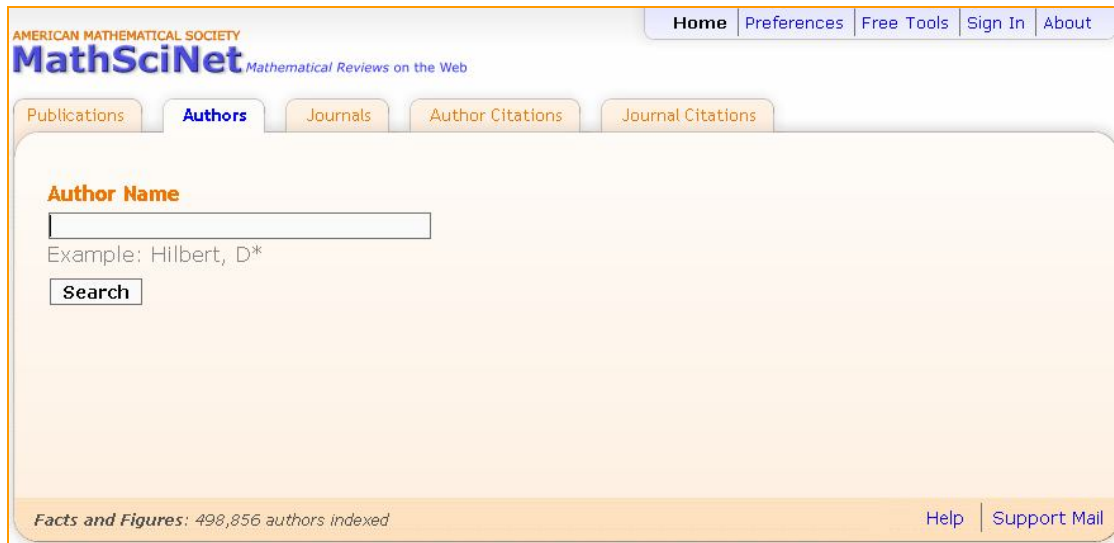 Home Preferences Free Tools Sign In About
AMERICAN MATHEMATICAL SOCIETY
MathSciNet Mathematical Reviews on the Web
Publications Authors Journals Author Citations Journal Citations
Author Name
Example: Hilbert, D*
Search
Facts and Figures: 498,856 authors indexed Help Support Mail